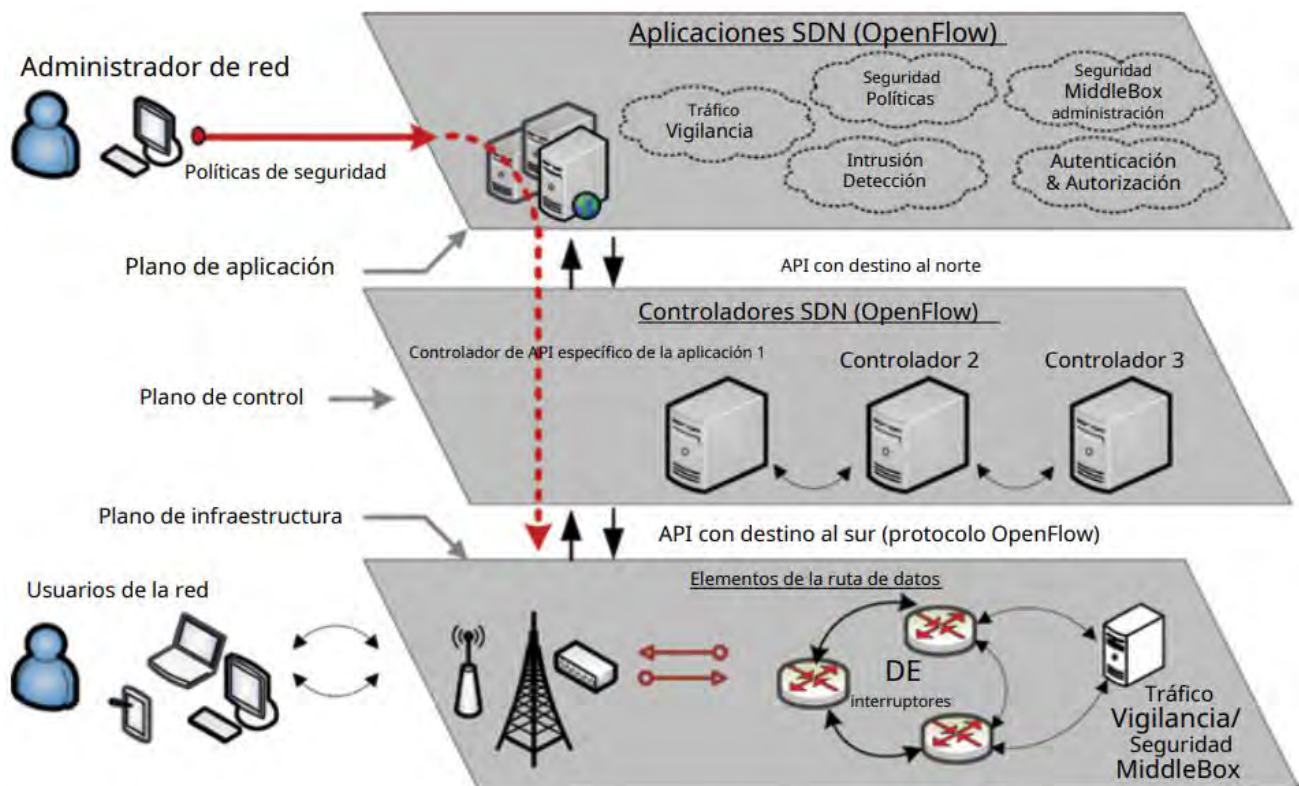 Aplicaciones SDN (OpenFlow)
Administrador de red
Políticas de seguridad
Tráfico
Vigilancia
Seguridad
Políticas
Seguridad
MiddleBox
administración
Intrusión
Detección
Autenticación
& Autorización
Plano de aplicación
API con destino al norte
Controladores SDN (OpenFlow)
Controlador de API específico de la aplicación 1
Controlador 2
Controlador 3
Plano de control
Plano de infraestructura
API con destino al sur (protocolo OpenFlow)
Elementos de la ruta de datos
Usuarios de la red
DE
interruptores
Tráfico
Vigilancia/
Seguridad
MiddleBox